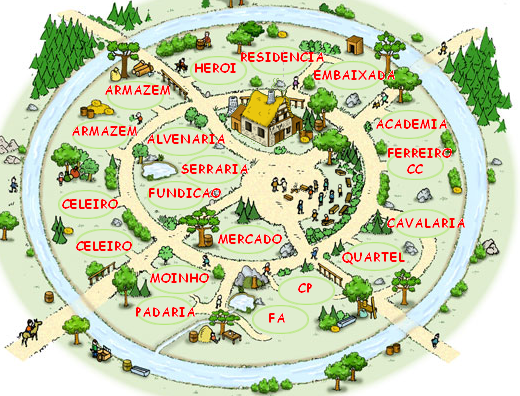 RESIDENCIA
HEROI
EMBAIXADA
ARMAZEM
ARMAZEM
ACADEMIA
ALVENARIA
FERREIRO
CC
SERRARIA
FUNDICAO
CELEIRO
CAVALARIA
MERCADO
CELEIRO
QUARTEL
MOINHO
CP
PADARIA
FA